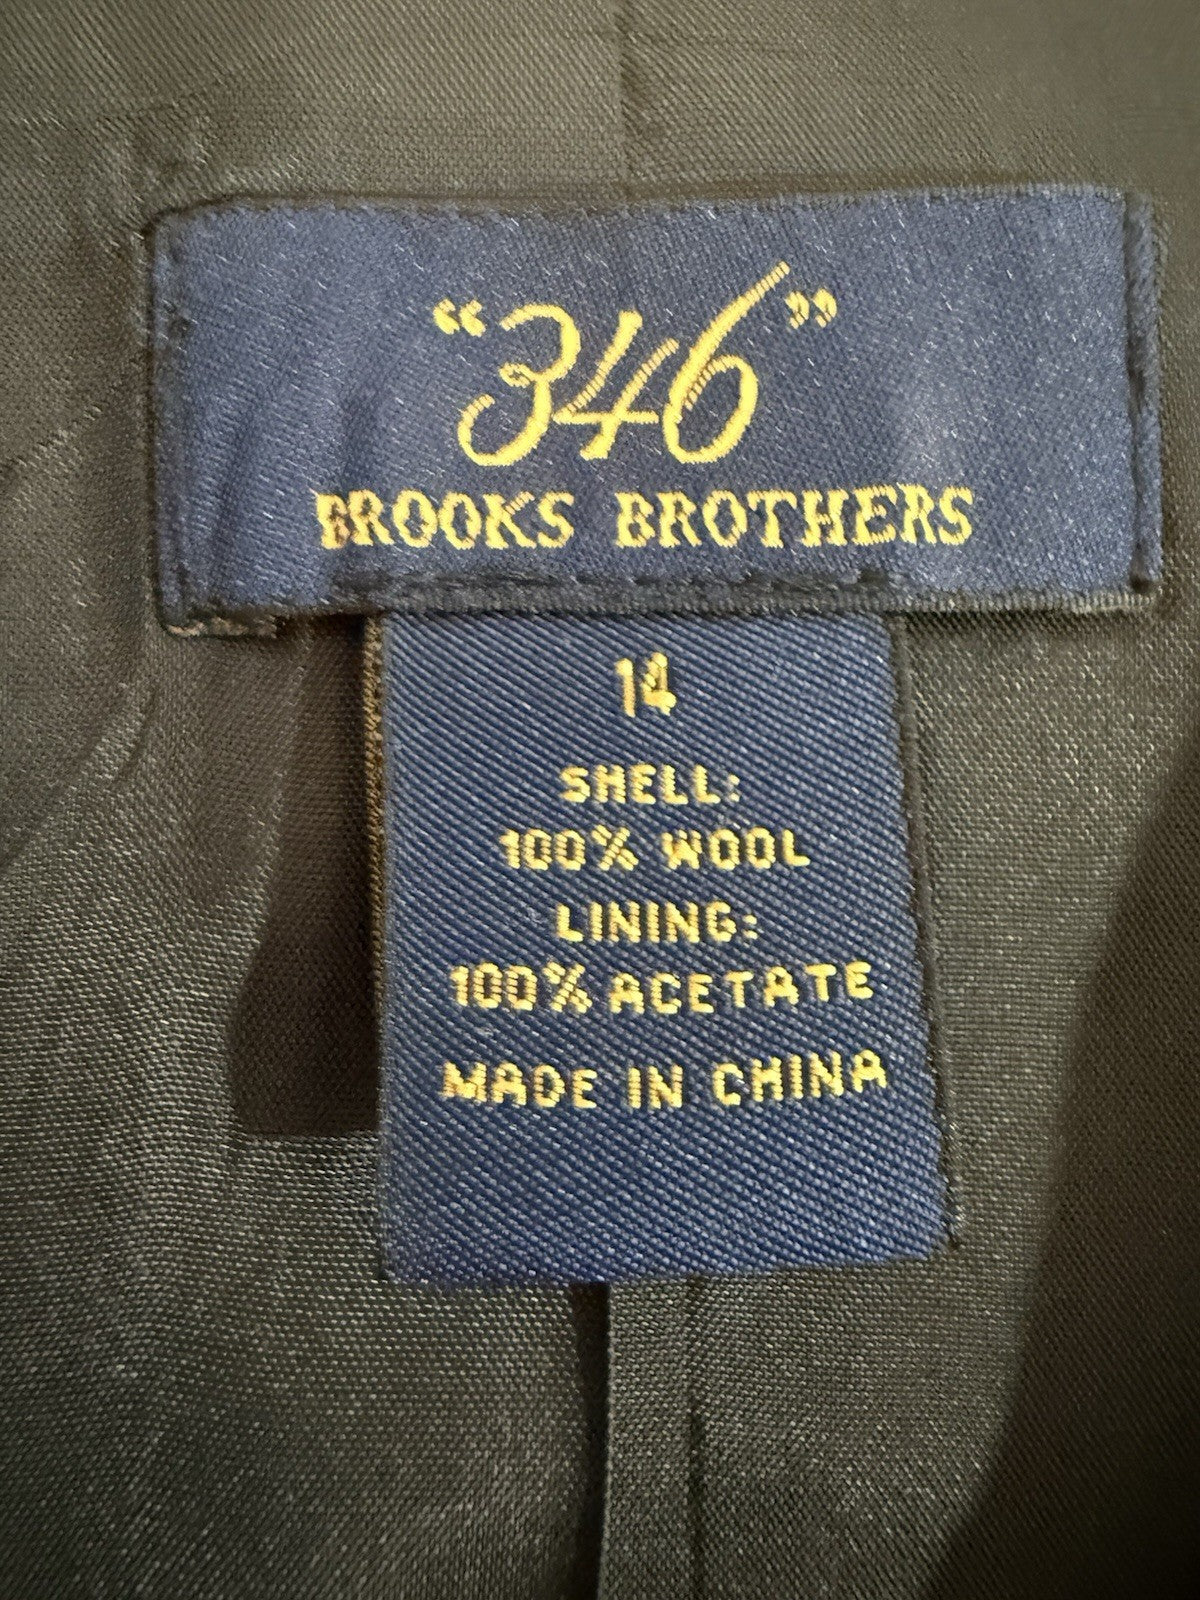 “346”
BROOKS BROTHERS
14
SHELL:
100% WOOL
LINING:
100% ACETATE
MADE IN CHINA